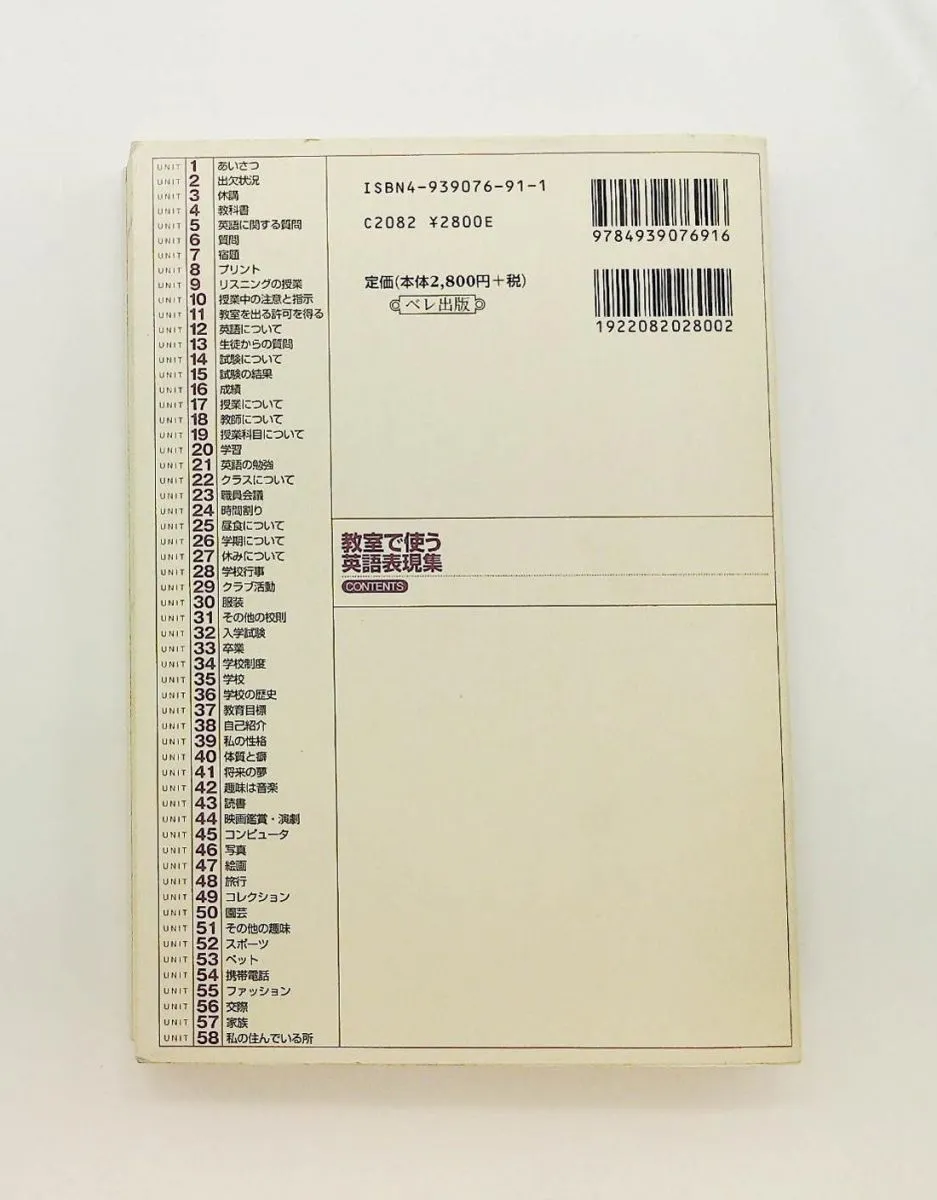 UNIT 1 あいさつ
UNIT 2 出欠状況
UNIT 3 休講
UNIT 4 教科書
UNIT 5 英語に関する質問
UNIT 6 質問
UNIT 7 宿題
UNIT 8 プリント
UNIT 9 リスニングの授業
UNIT 10 授業中の注意と指示
UNIT 11 教室を出る許可を得る
UNIT 12 英語について
UNIT 13 生徒からの質問
UNIT 14 試験について
UNIT 15 試験の結果
UNIT 16 成績
UNIT 17 授業について
UNIT 18 教師について
UNIT 19 授業科目について
UNIT 20 学習
UNIT 21 英語の勉強
UNIT 22 クラスについて
UNIT 23 職員会議
UNIT 24 時間割り
UNIT 25 昼食について
UNIT 26 学期について
UNIT 27 休みについて
UNIT 28 学校行事
UNIT 29 クラブ活動
UNIT 30 服装
UNIT 31 その他の校則
UNIT 32 入学試験
UNIT 33 卒業
UNIT 34 学校制度
UNIT 35 学校
UNIT 36 学校の歴史
UNIT 37 教育目標
UNIT 38 自己紹介
UNIT 39 私の性格
UNIT 40 体質と癖
UNIT 41 将来の夢
UNIT 42 趣味は音楽
UNIT 43 読書
UNIT 44 映画鑑賞・演劇
UNIT 45 コンピュータ
UNIT 46 写真
UNIT 47 絵画
UNIT 48 旅行
UNIT 49 コレクション
UNIT 50 園芸
UNIT 51 その他の趣味
UNIT 52 スポーツ
UNIT 53 ペット
UNIT 54 携帯電話
UNIT 55 ファッション
UNIT 56 交際
UNIT 57 家族
UNIT 58 私の住んでいる所
ISBN4-939076-91-1
C2082 ¥2800E
定価(本体2,800円+税)
ベレ出版
9784939076916
1922082028002
教室で使う
英語表現集
CONTENTS